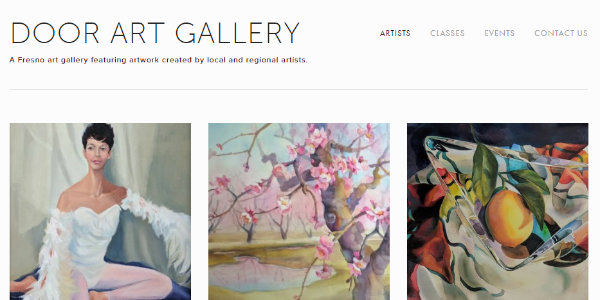 DOOR ART GALLERY
ARTISTS CLASSES EVENTS CONTACT US
A Fresno art gallery featuring artwork created by local and regional artists.